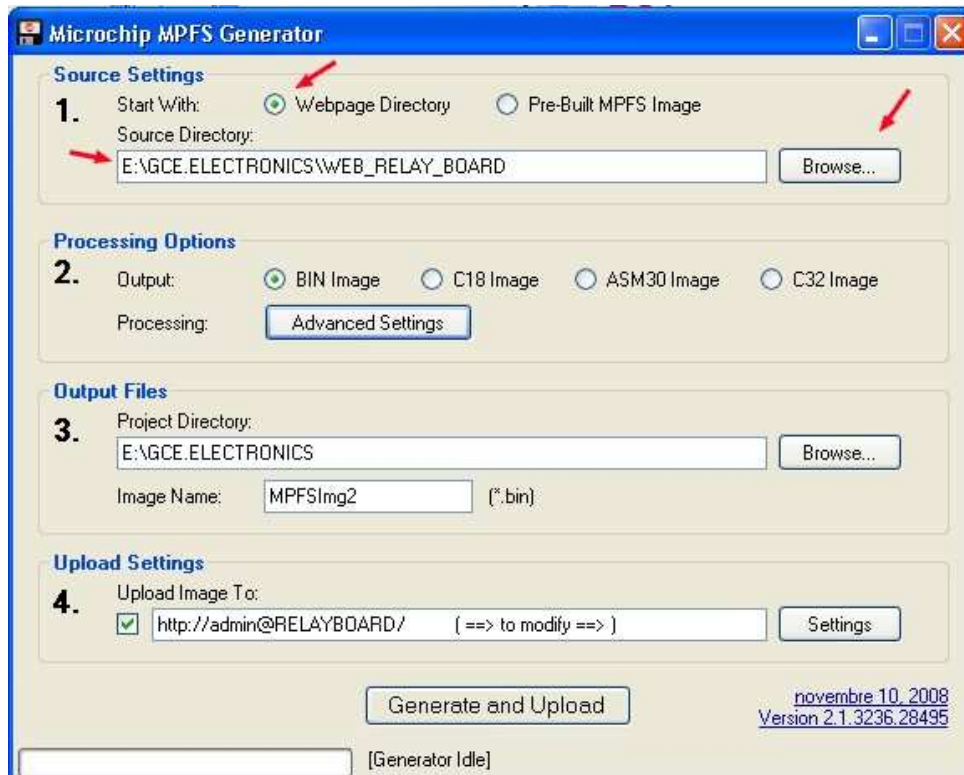 Microchip MPFS Generator
Source Settings
1. Start With: Webpage Directory Pre-Built MPFS Image
Source Directory:
E:\GCE.ELECTRONICS\WEB_RELAY_BOARD Browse...
Processing Options
2. Output: BIN Image C18 Image ASM30 Image C32 Image
Processing: Advanced Settings
Output Files
3. Project Directory:
E:\GCE.ELECTRONICS Browse...
Image Name: MPFSImg2 (*.bin)
Upload Settings
4. Upload Image To:
http://admin@RELAYBOARD/ ( ==> to modify ==> ) Settings
Generate and Upload
novembre 10, 2008
Version 2.1.3236.28495
[Generator Idle]